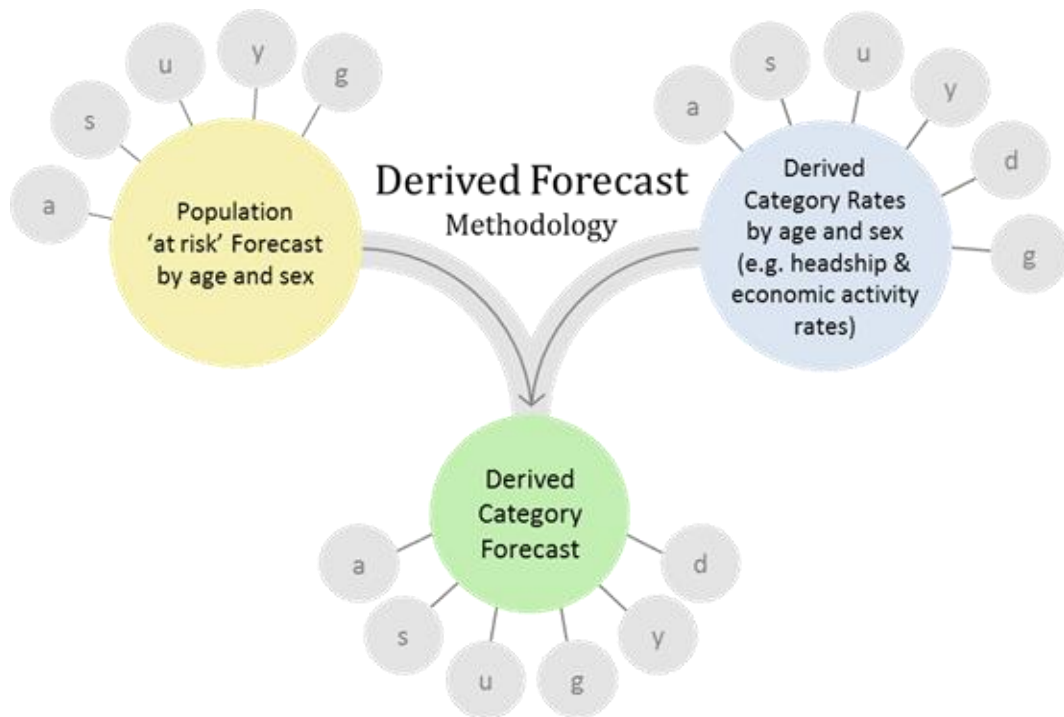 a
s
u
y
g
Population
‘at risk’ Forecast
by age and sex
Derived Forecast
Methodology
a
s
u
y
d
g
Derived
Category Rates
by age and sex
(e.g. headship &
economic activity
rates)
Derived
Category
Forecast
a
s
u
g
y
d